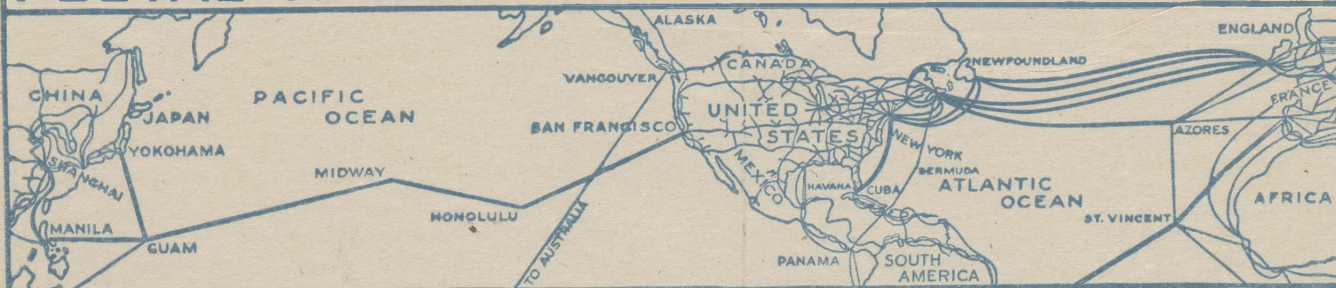 ALASKA
ENGLAND
CANADA
NEWFOUNDLAND
VANCOUVER
CHINA
PACIFIC
OCEAN
FRANCE
JAPAN
UNITED
STATES
SAN FRANCISCO
AZORES
YOKOHAMA
SHANGHAI
NEW YORK
MIDWAY
MEXICO
BERMUDA
HAVANA
CUBA
ATLANTIC
OCEAN
AFRICA
HONOLULU
ST. VINCENT
MANILA
GUAM
TO AUSTRALIA
PANAMA
SOUTH
AMERICA